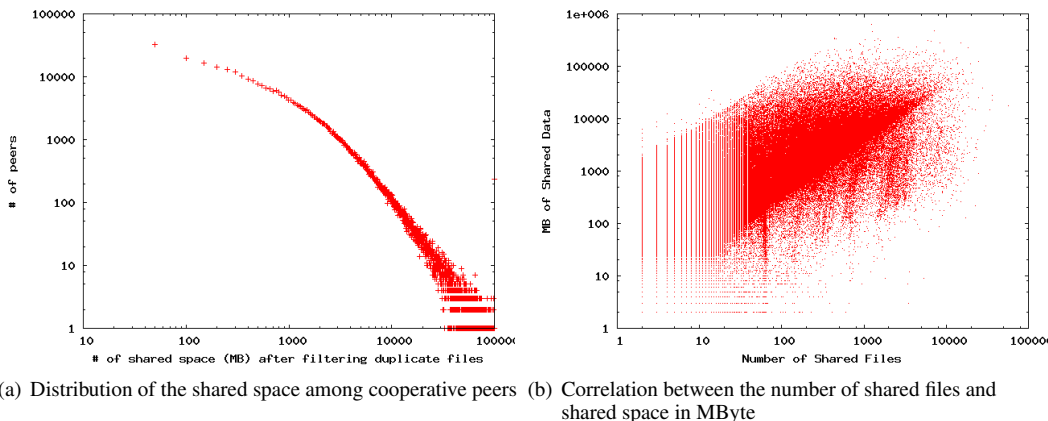 100000
10000
1000
100
10
1
# of peers
10 100 1000 10000 100000
# of shared space (MB) after filtering duplicate files
1e+006
100000
10000
1000
100
10
1
MB of Shared Data
1 10 100 1000 10000 100000
Number of Shared Files
(a) Distribution of the shared space among cooperative peers
(b) Correlation between the number of shared files and
shared space in MByte